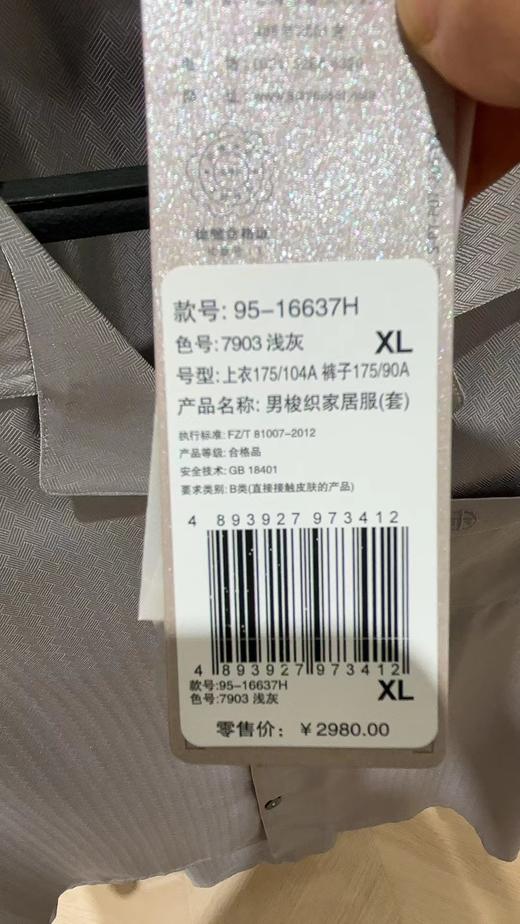 款号: 95-16637H
色号: 7903 浅灰 XL
号型: 上衣175/104A 裤子175/90A
产品名称: 男梭织家居服(套)
执行标准: FZ/T 81007-2012
产品等级: 合格品
安全技术: GB 18401
要求类别: B类(直接接触皮肤的产品)
4 893927 973412
4 893927 973412
款号:95-16637H
色号:7903 浅灰 XL
零售价: ¥2980.00